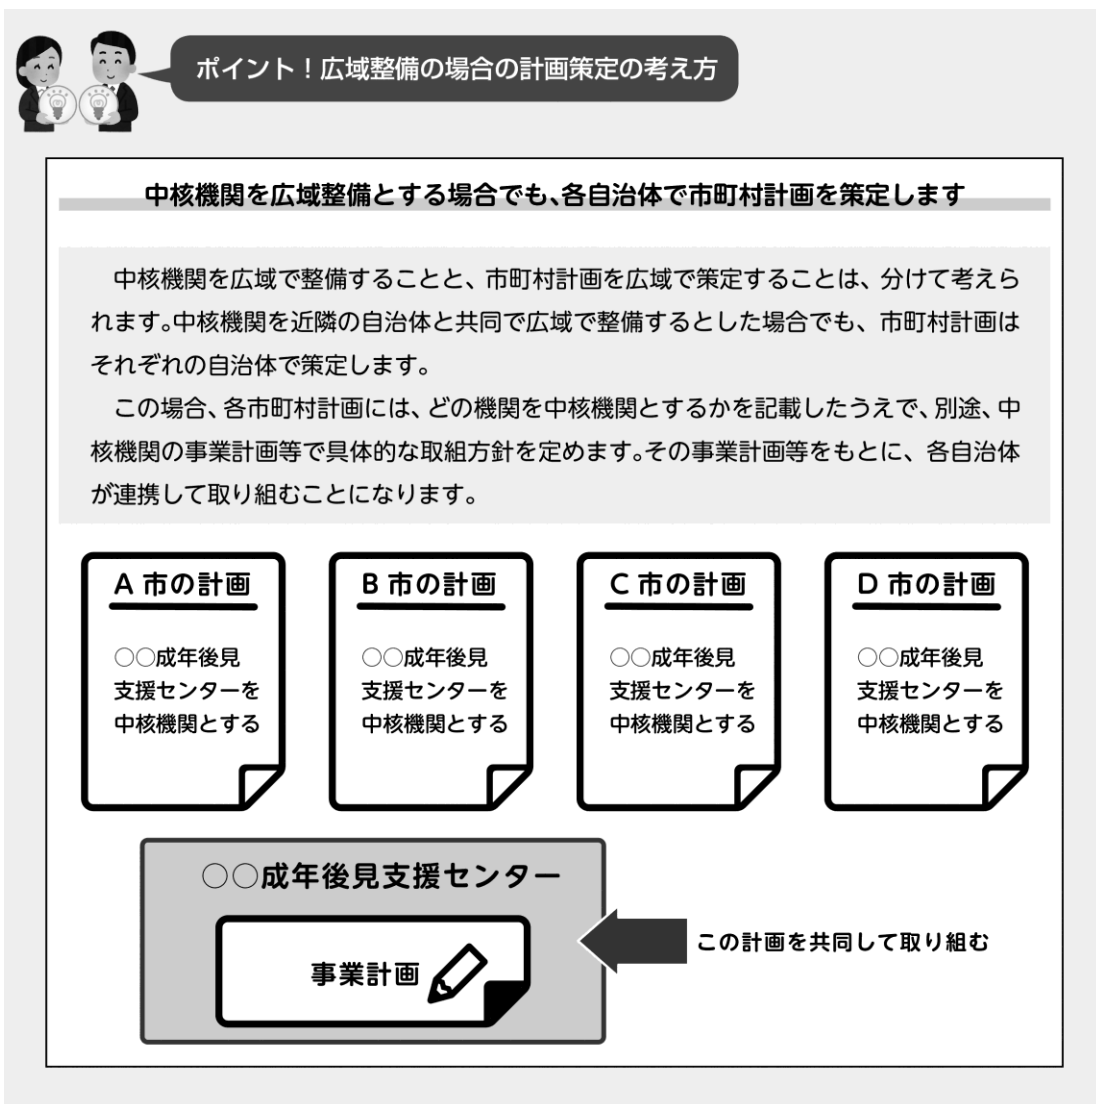 ポイント！広域整備の場合の計画策定の考え方
中核機関を広域整備とする場合でも、各自治体で市町村計画を策定します
中核機関を広域で整備することと、市町村計画を広域で策定することは、分けて考えら
れます。中核機関を近隣の自治体と共同で広域で整備するとした場合でも、市町村計画は
それぞれの自治体で策定します。
この場合、各市町村計画には、どの機関を中核機関とするかを記載したうえで、別途、中
核機関の事業計画等で具体的な取組方針を定めます。その事業計画等をもとに、各自治体
が連携して取り組むことになります。
A 市の計画
○○成年後見
支援センターを
中核機関とする
B 市の計画
○○成年後見
支援センターを
中核機関とする
C 市の計画
○○成年後見
支援センターを
中核機関とする
D 市の計画
○○成年後見
支援センターを
中核機関とする
○○成年後見支援センター
事業計画
この計画を共同して取り組む